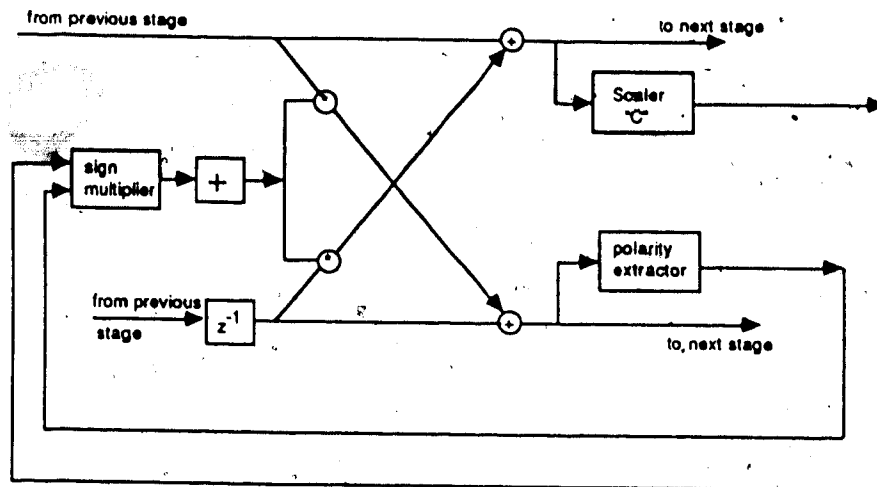 from previous stage
to next stage
Scaler
"C"
sign
multiplier
+
polarity
extractor
from previous
stage
z⁻¹
to, next stage